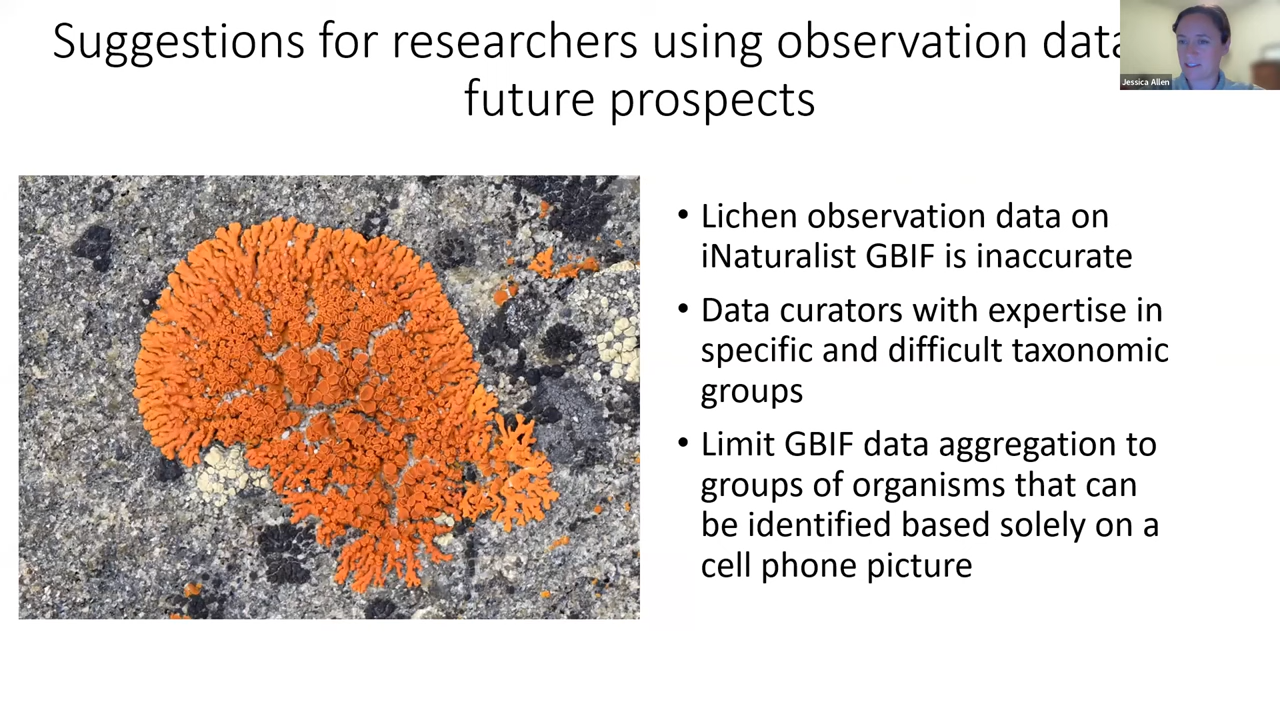 Suggestions for researchers using observation data
future prospects
Jessica Allen
• Lichen observation data on
iNaturalist GBIF is inaccurate
• Data curators with expertise in
specific and difficult taxonomic
groups
• Limit GBIF data aggregation to
groups of organisms that can
be identified based solely on a
cell phone picture